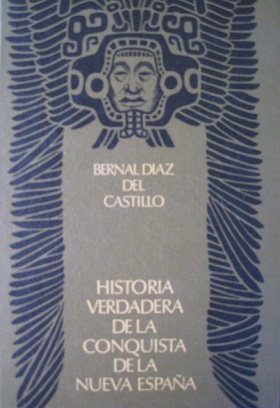 BERNAL DIAZ
DEL
CASTILLO
HISTORIA
VERDADERA
DE LA
CONQUISTA
DE LA
NUEVA ESPAÑA